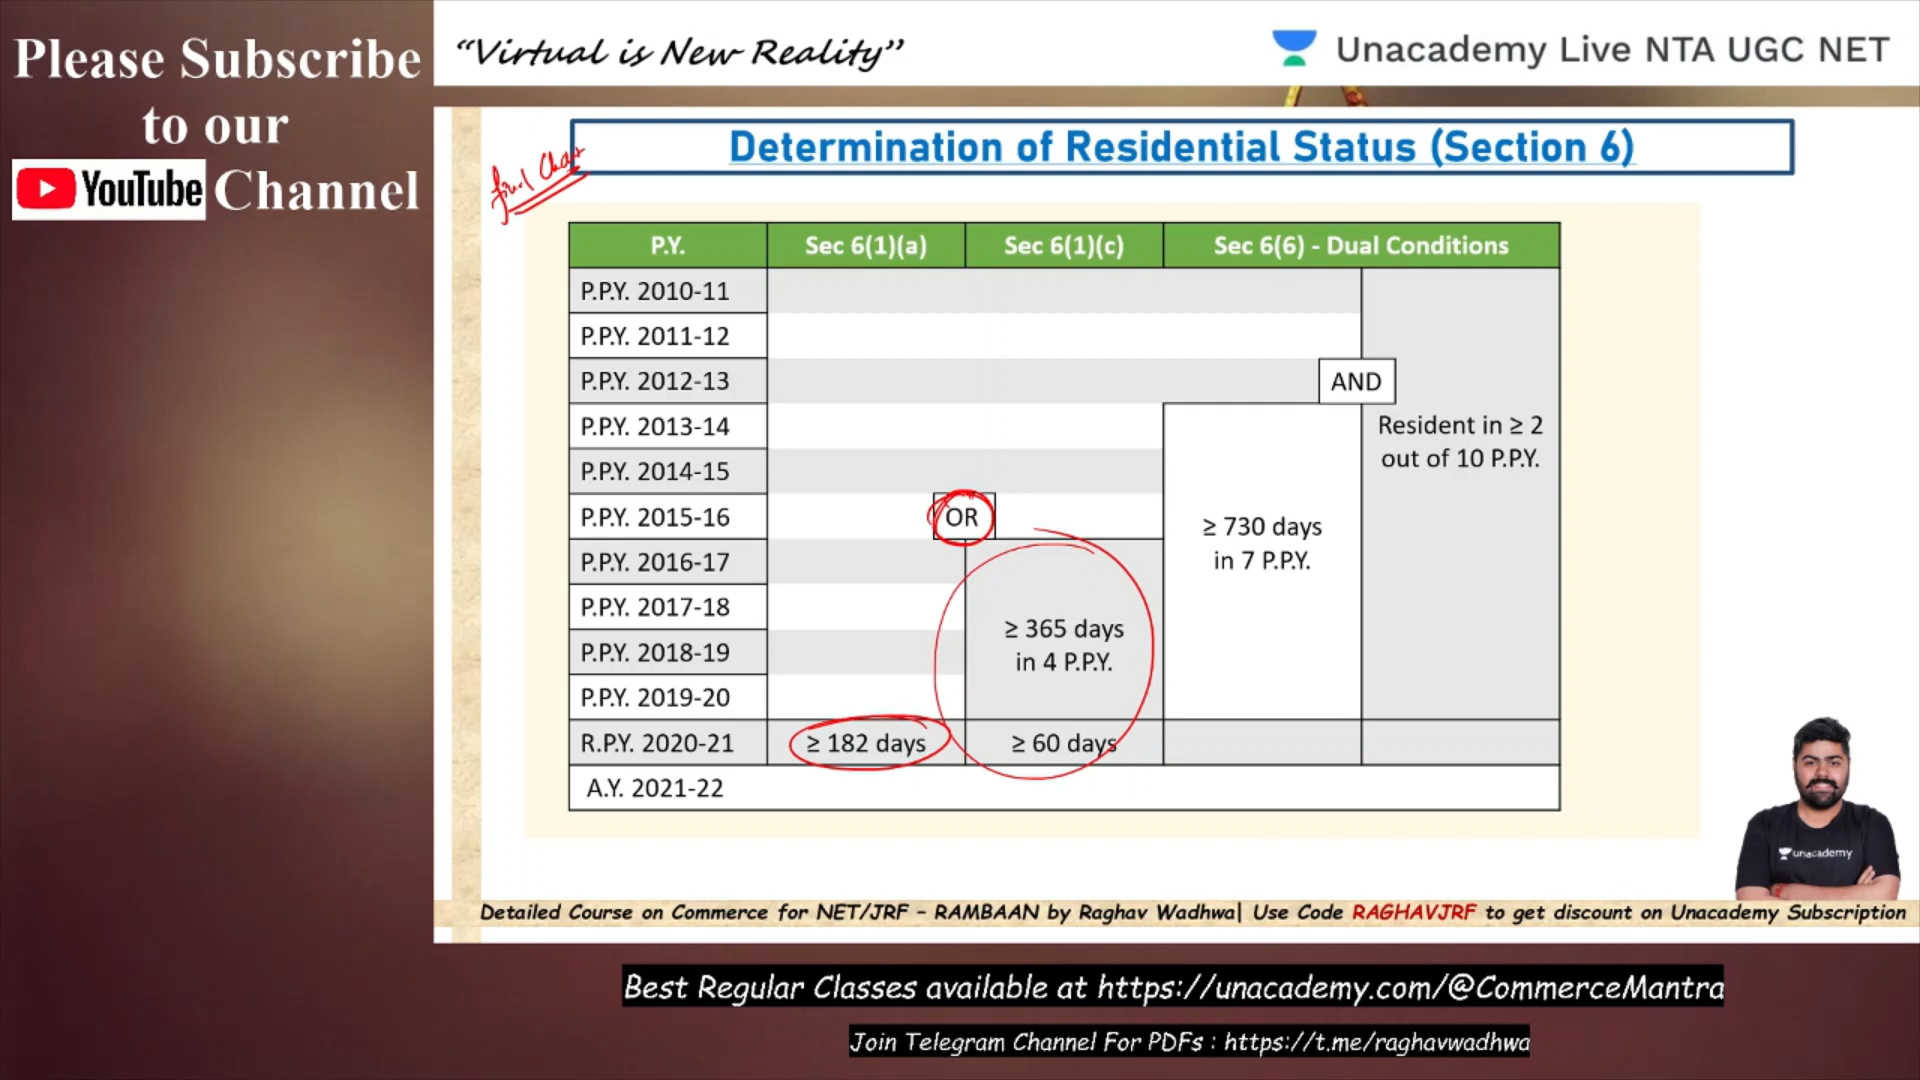 Please Subscribe
to our
YouTube Channel
"Virtual is New Reality"
Unacademy Live NTA UGC NET
Determination of Residential Status (Section 6)
final Chart
P.Y. Sec 6(1)(a) Sec 6(1)(c) Sec 6(6) - Dual Conditions
P.P.Y. 2010-11
P.P.Y. 2011-12
P.P.Y. 2012-13 AND
P.P.Y. 2013-14 Resident in ≥ 2
out of 10 P.P.Y.
P.P.Y. 2014-15
P.P.Y. 2015-16 OR
≥ 730 days
in 7 P.P.Y.
P.P.Y. 2016-17
P.P.Y. 2017-18
≥ 365 days
in 4 P.P.Y.
P.P.Y. 2018-19
P.P.Y. 2019-20
R.P.Y. 2020-21 ≥ 182 days ≥ 60 days
A.Y. 2021-22
unacademy
Detailed Course on Commerce for NET/JRF - RAMBAAN by Raghav Wadhwa| Use Code RAGHAVJRF to get discount on Unacademy Subscription
Best Regular Classes available at https://unacademy.com/@CommerceMantra
Join Telegram Channel For PDFs : https://t.me/raghavwadhwa